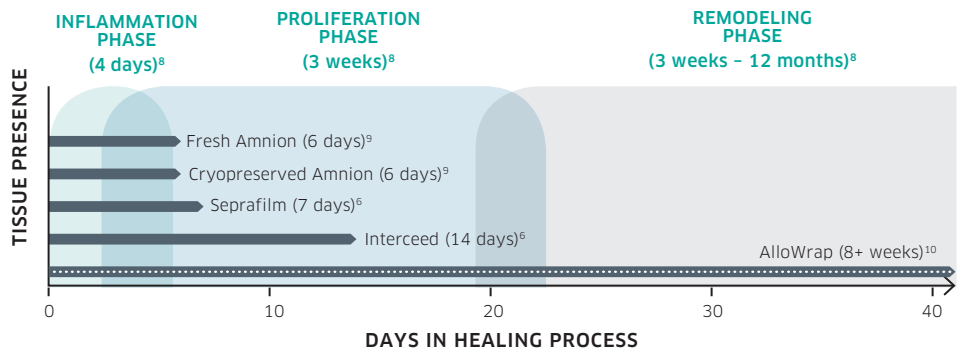 INFLAMMATION
PHASE
(4 days)⁸
PROLIFERATION
PHASE
(3 weeks)⁸
REMODELING
PHASE
(3 weeks – 12 months)⁸
TISSUE PRESENCE
Fresh Amnion (6 days)⁹
Cryopreserved Amnion (6 days)⁹
Seprafilm (7 days)⁶
Interceed (14 days)⁶
AlloWrap (8+ weeks)¹⁰
0 10 20 30 40
DAYS IN HEALING PROCESS